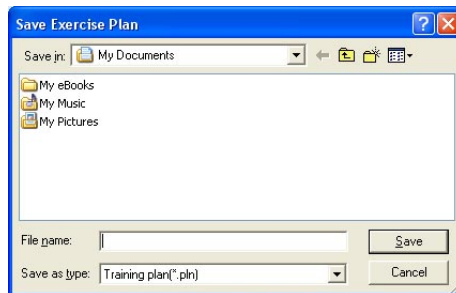 Save Exercise Plan
Save in: My Documents
My eBooks
My Music
My Pictures
File name: Save
Save as type: Training plan(*.pln) Cancel